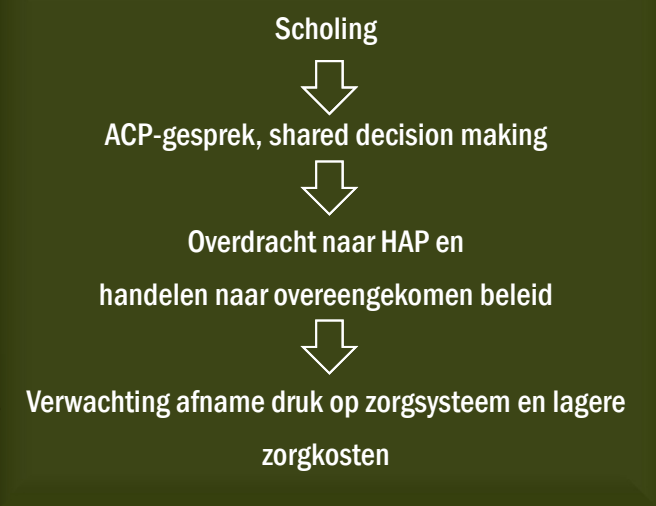 Scholing
ACP-gesprek, shared decision making
Overdracht naar HAP en
handelen naar overeengekomen beleid
Verwachting afname druk op zorgsysteem en lagere
zorgkosten